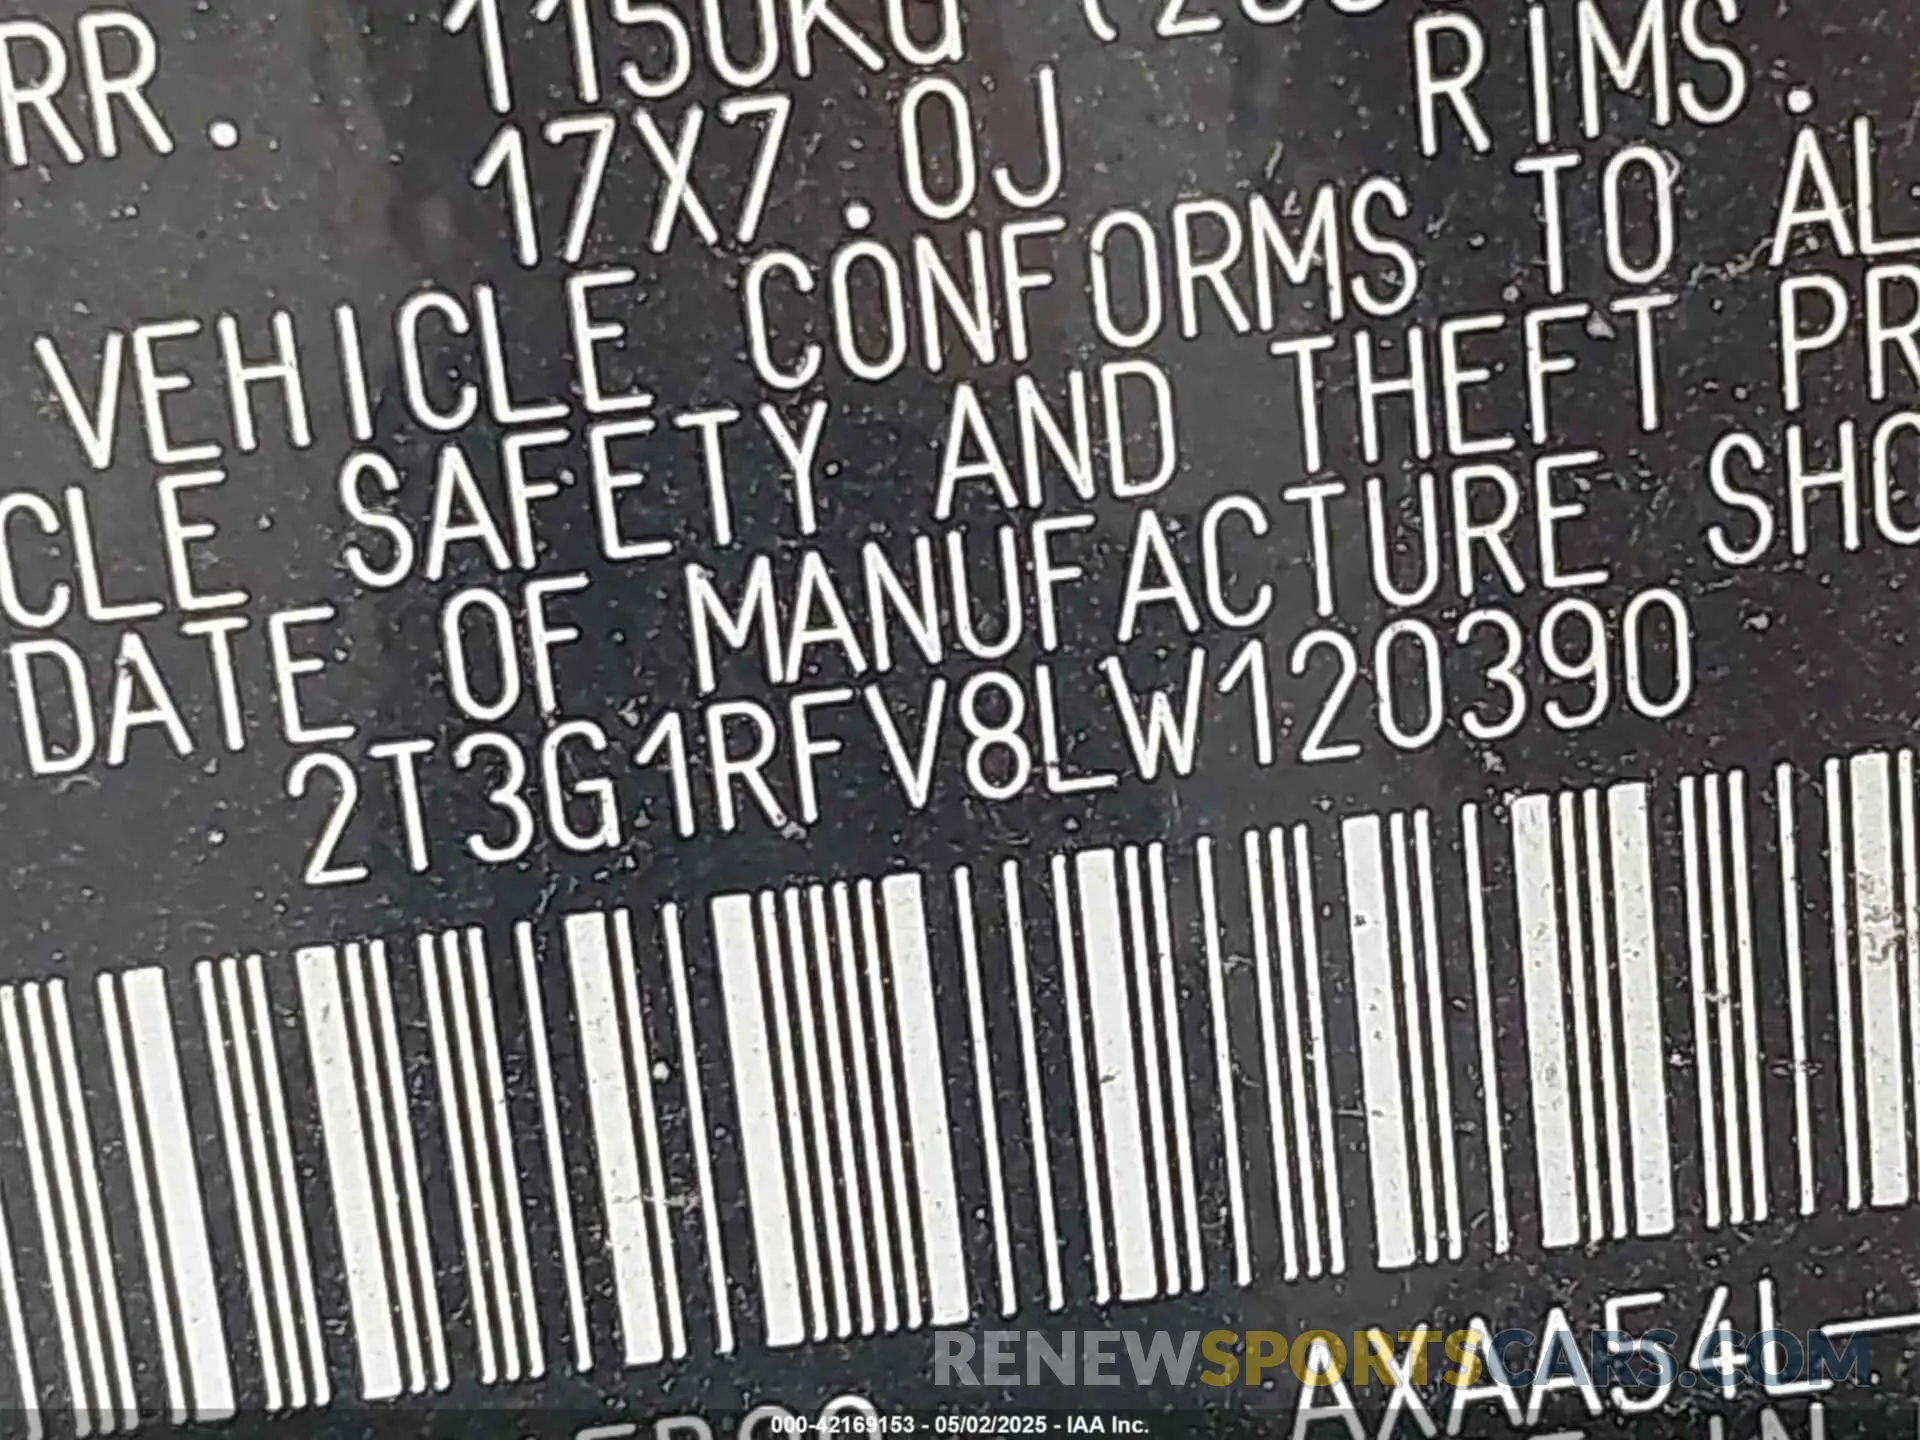 RR. 1150KG
17X7.0J RIMS.
VEHICLE CONFORMS TO AL
CLE SAFETY AND THEFT PR
DATE OF MANUFACTURE SHO
2T3G1RFV8LW120390
AXAA54L-
RENEWSPORTSCARS.COM
000-42169153 - 05/02/2025 - IAA Inc.